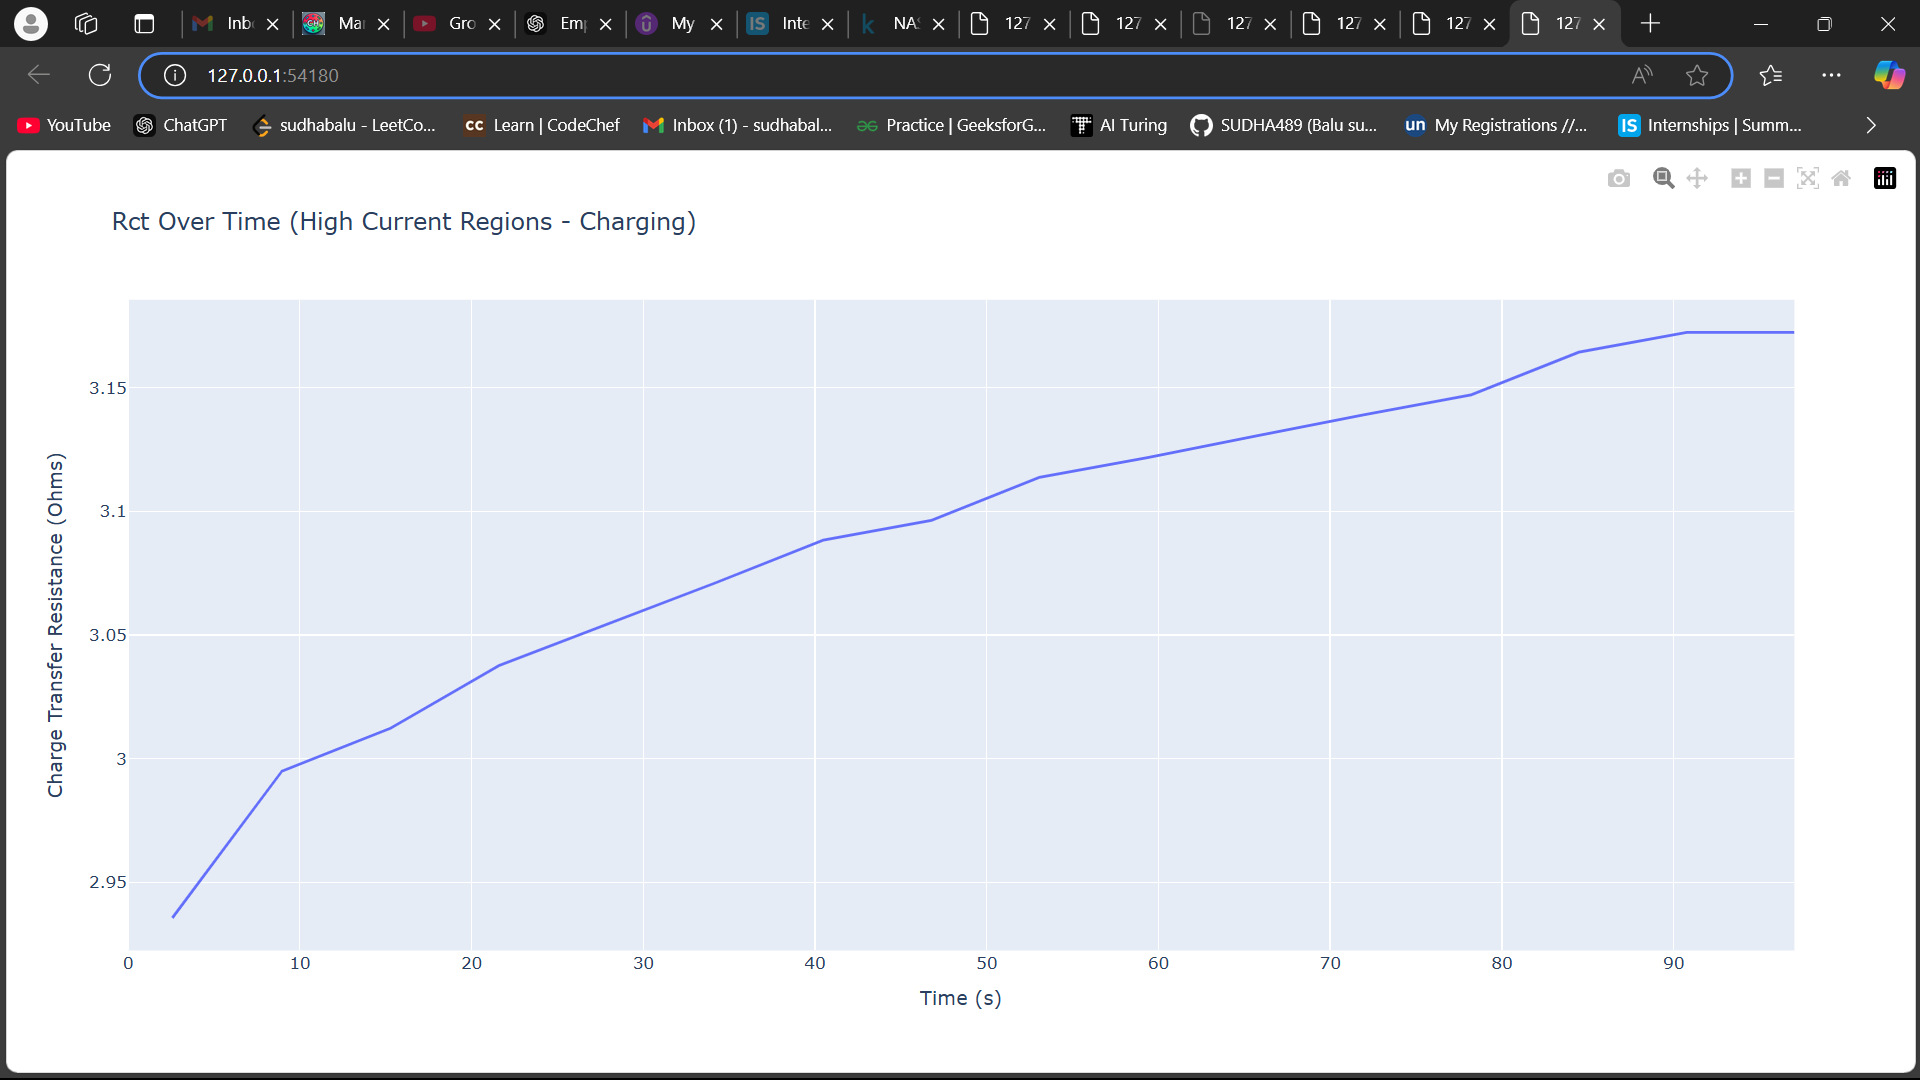 Inb Ma Gro Em My Inte NA 127 127 127 127 127 127
127.0.0.1:54180
YouTube ChatGPT sudhabalu - LeetCo... Learn | CodeChef Inbox (1) - sudhabal... Practice | GeeksforG... AI Turing SUDHA489 (Balu su... My Registrations //... Internships | Summ...
Rct Over Time (High Current Regions - Charging)
Charge Transfer Resistance (Ohms)
3.15
3.1
3.05
3
2.95
0 10 20 30 40 50 60 70 80 90
Time (s)